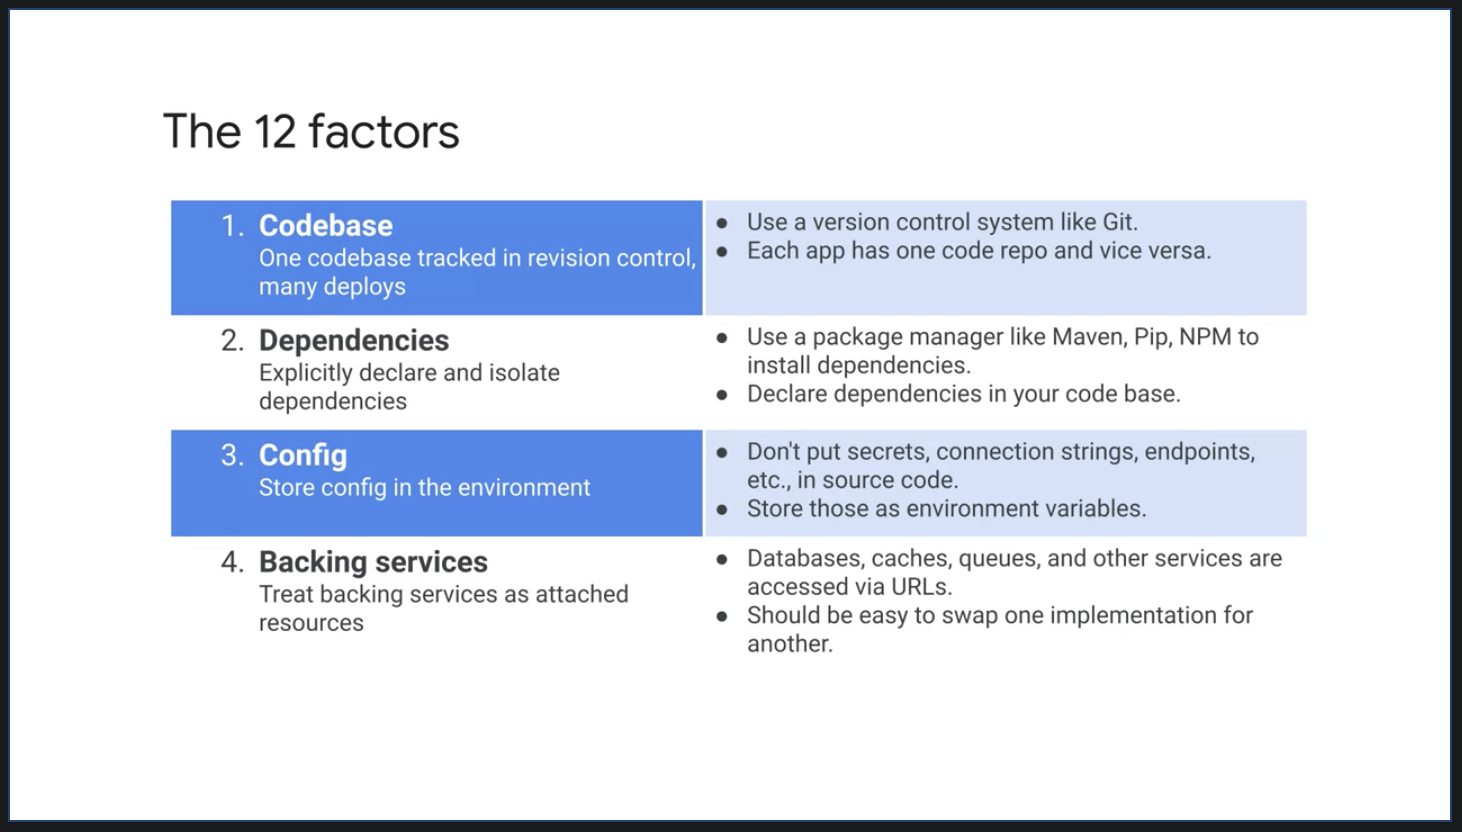 The 12 factors
1. Codebase
One codebase tracked in revision control,
many deploys
● Use a version control system like Git.
● Each app has one code repo and vice versa.
2. Dependencies
Explicitly declare and isolate
dependencies
● Use a package manager like Maven, Pip, NPM to
install dependencies.
● Declare dependencies in your code base.
3. Config
Store config in the environment
● Don't put secrets, connection strings, endpoints,
etc., in source code.
● Store those as environment variables.
4. Backing services
Treat backing services as attached
resources
● Databases, caches, queues, and other services are
accessed via URLs.
● Should be easy to swap one implementation for
another.